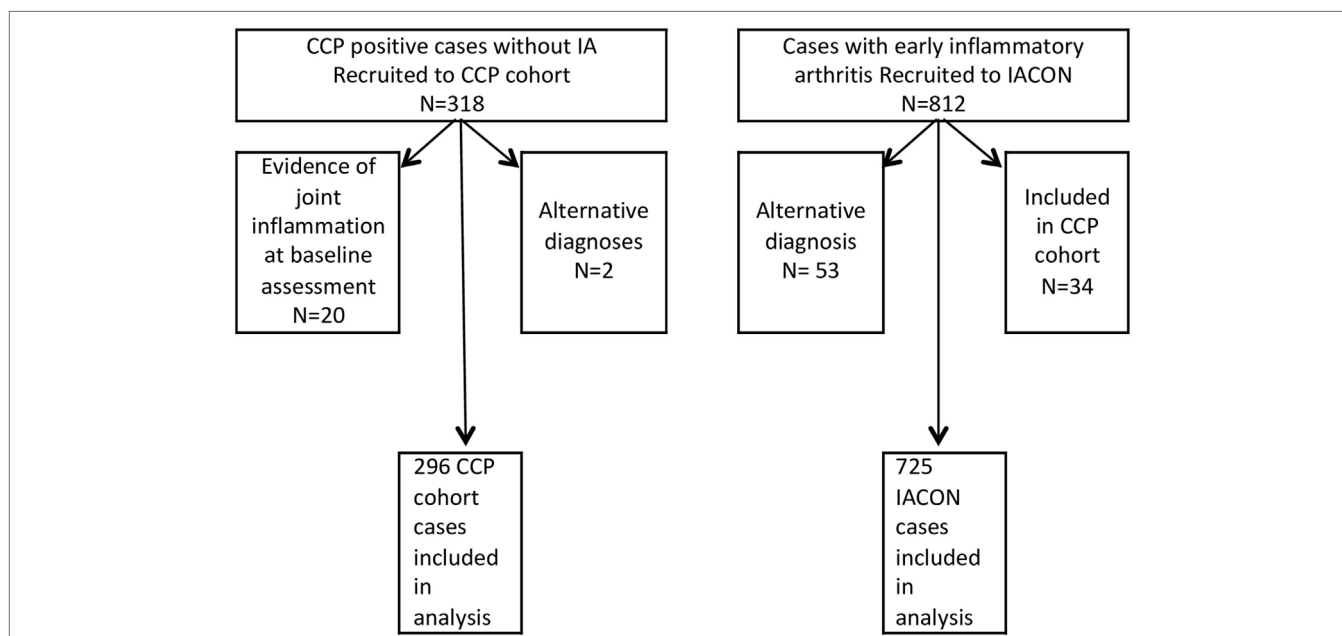 CCP positive cases without IA
Recruited to CCP cohort
N=318
Cases with early inflammatory
arthritis Recruited to IACON
N=812
Evidence of
joint
inflammation
at baseline
assessment
N=20
Alternative
diagnoses
N=2
Alternative
diagnosis
N= 53
Included
in CCP
cohort
N=34
296 CCP
cohort
cases
included
in
analysis
725
IACON
cases
included
in
analysis